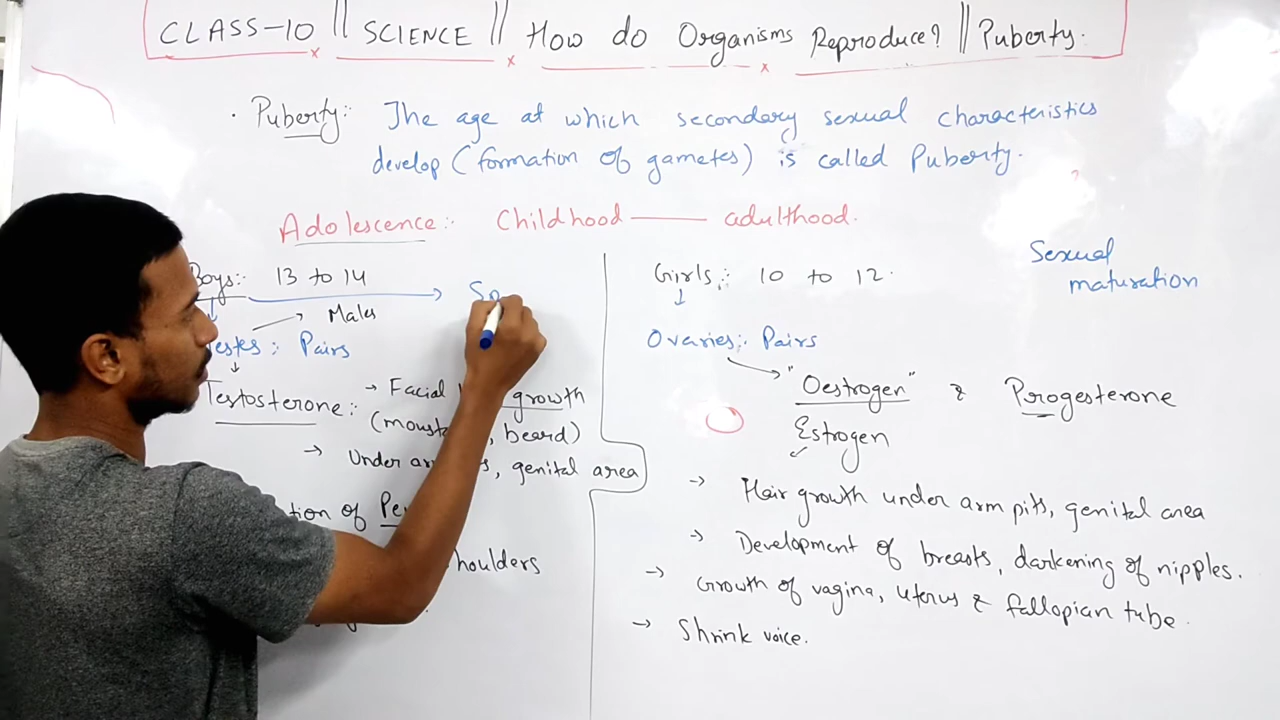 CLASS-10 || SCIENCE || How do Organisms Reproduce? || Puberty.
• Puberty:- The age at which secondary sexual characteristics
develop (formation of gametes) is called Puberty.
Adolescence:- Childhood —— adulthood.
Boys:- 13 to 14
→ Males
Testes: Pairs
Testosterone:- → Facial growth
beard)
→ Under genital area
of
Girls:- 10 to 12.
Ovaries:- Pairs
"Oestrogen" & Progesterone
Estrogen
→ Hair growth under arm pits, genital area
→ Development of breasts, darkening of nipples.
→ Growth of vagina, uterus & fallopian tube.
→ Shrink voice.
Sexual
maturation